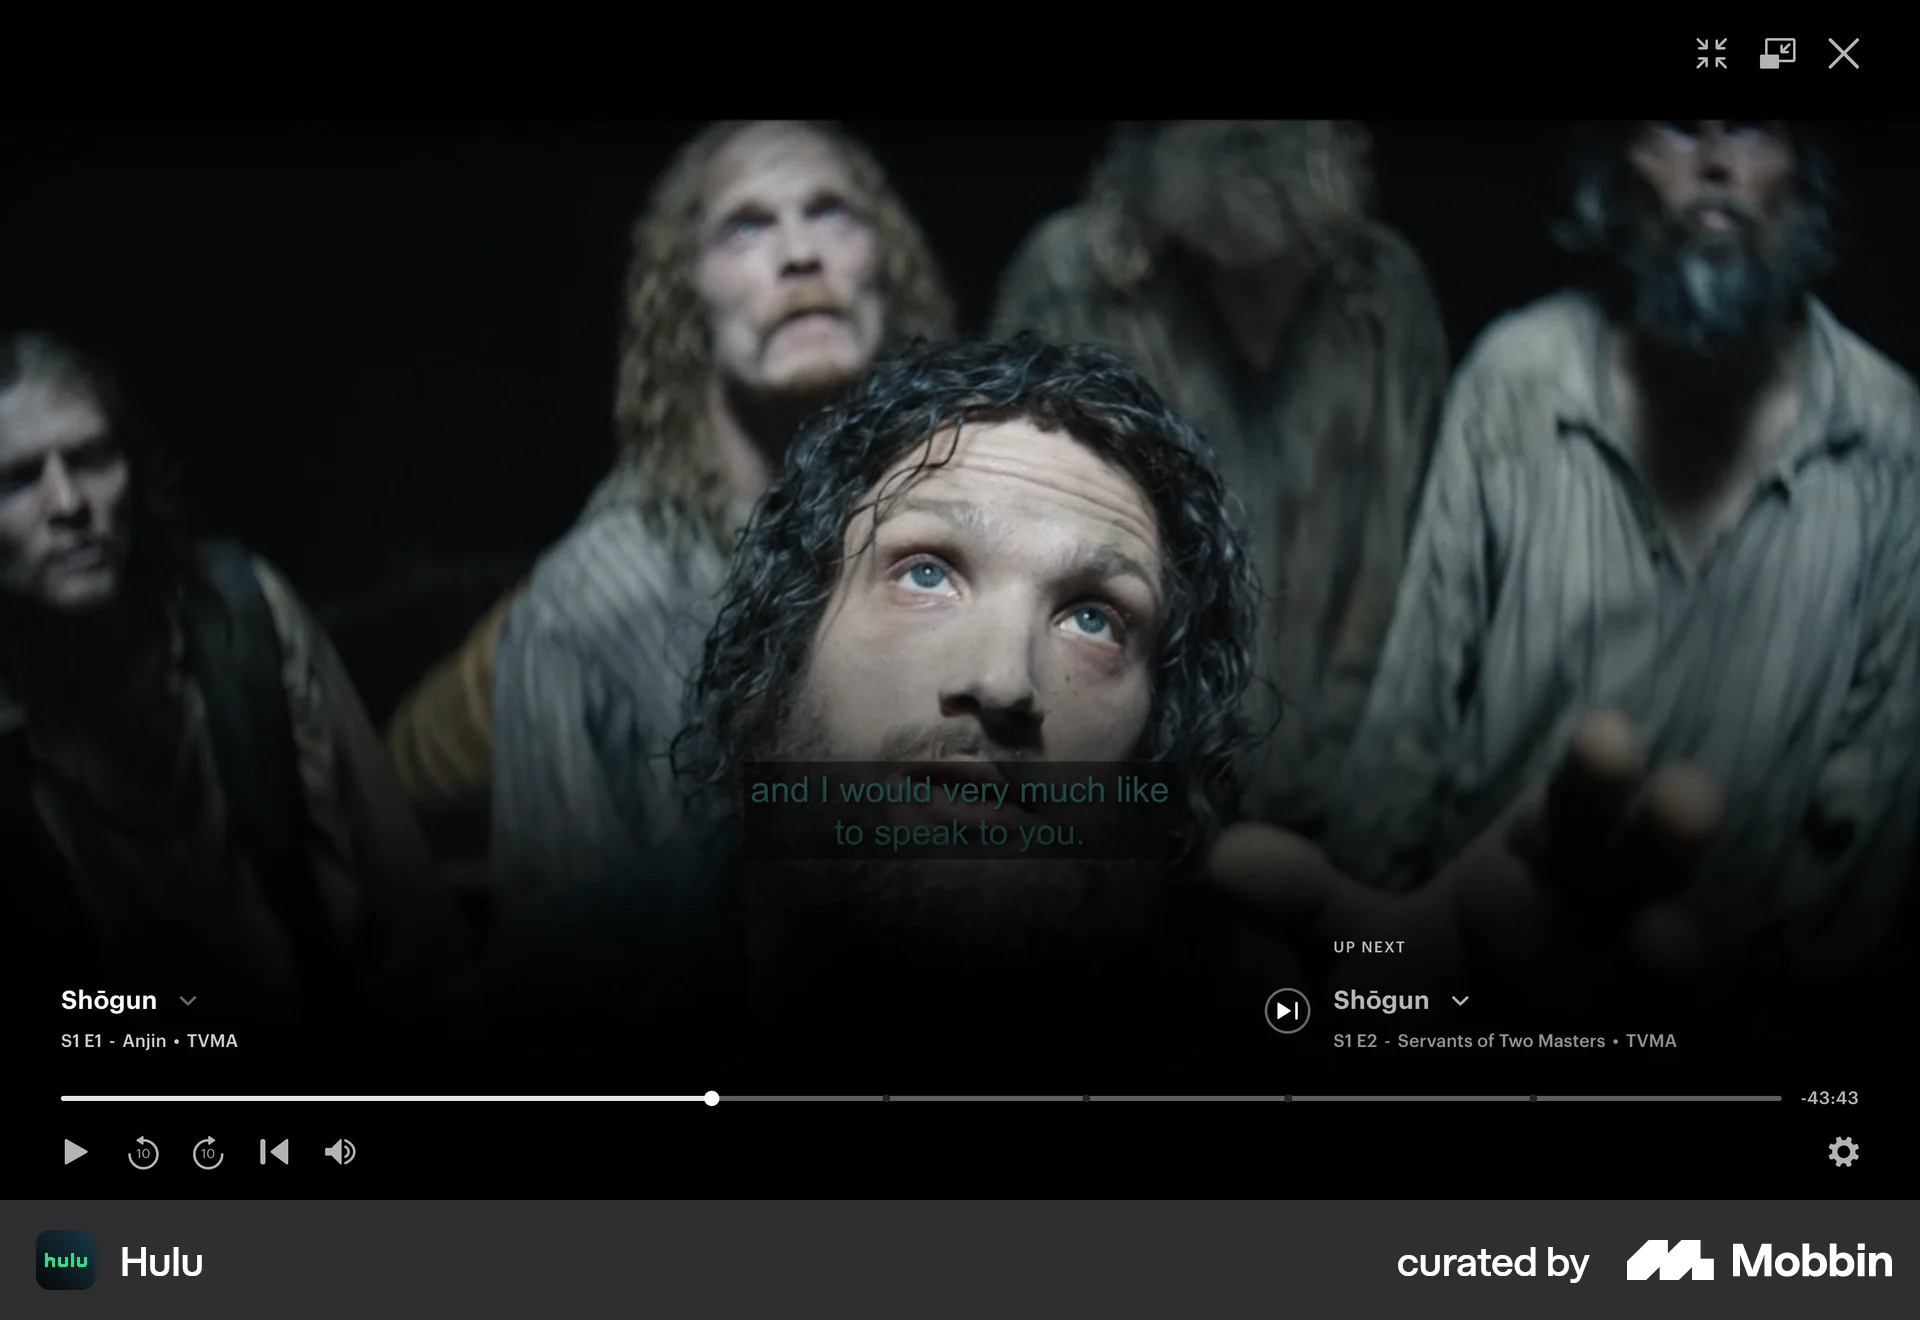 and I would very much like
to speak to you.
UP NEXT
Shōgun
Shōgun
S1 E1 - Anjin • TVMA
S1 E2 - Servants of Two Masters • TVMA
-43:43
10
10
hulu
Hulu
curated by
Mobbin